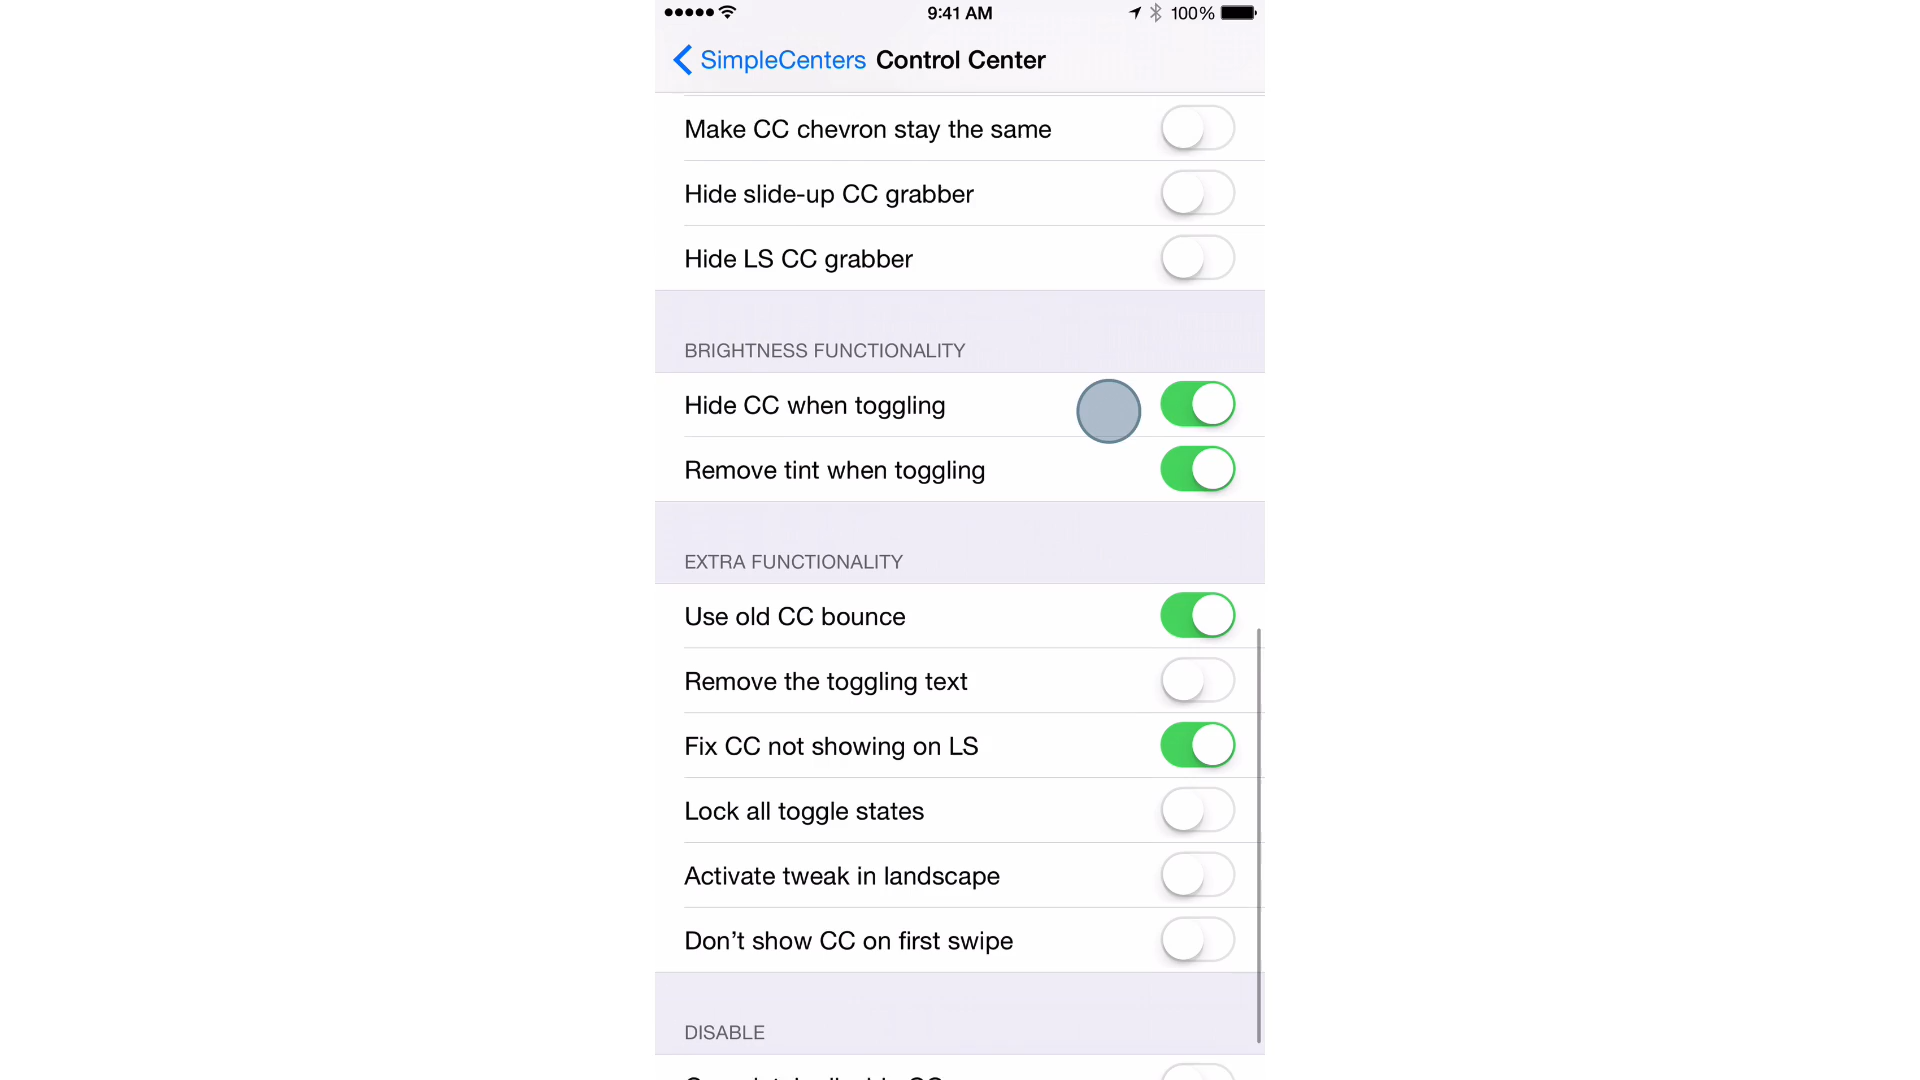 9:41 AM 100%
SimpleCenters Control Center
Make CC chevron stay the same
Hide slide-up CC grabber
Hide LS CC grabber
BRIGHTNESS FUNCTIONALITY
Hide CC when toggling
Remove tint when toggling
EXTRA FUNCTIONALITY
Use old CC bounce
Remove the toggling text
Fix CC not showing on LS
Lock all toggle states
Activate tweak in landscape
Don’t show CC on first swipe
DISABLE